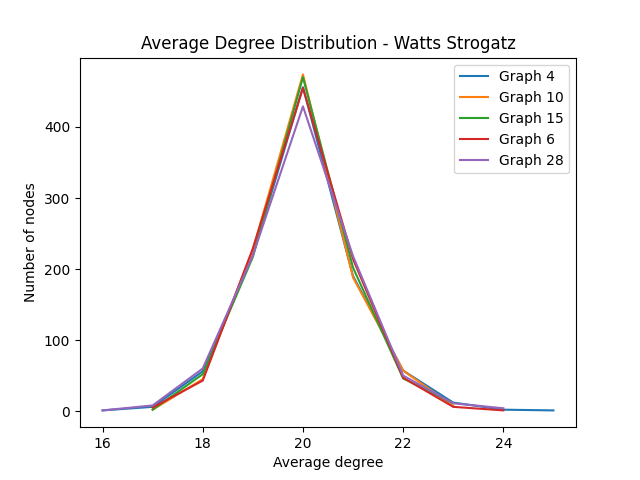 Average Degree Distribution - Watts Strogatz
Graph 4
Graph 10
Graph 15
Graph 6
Graph 28
Number of nodes
400
300
200
100
0
16 18 20 22 24
Average degree